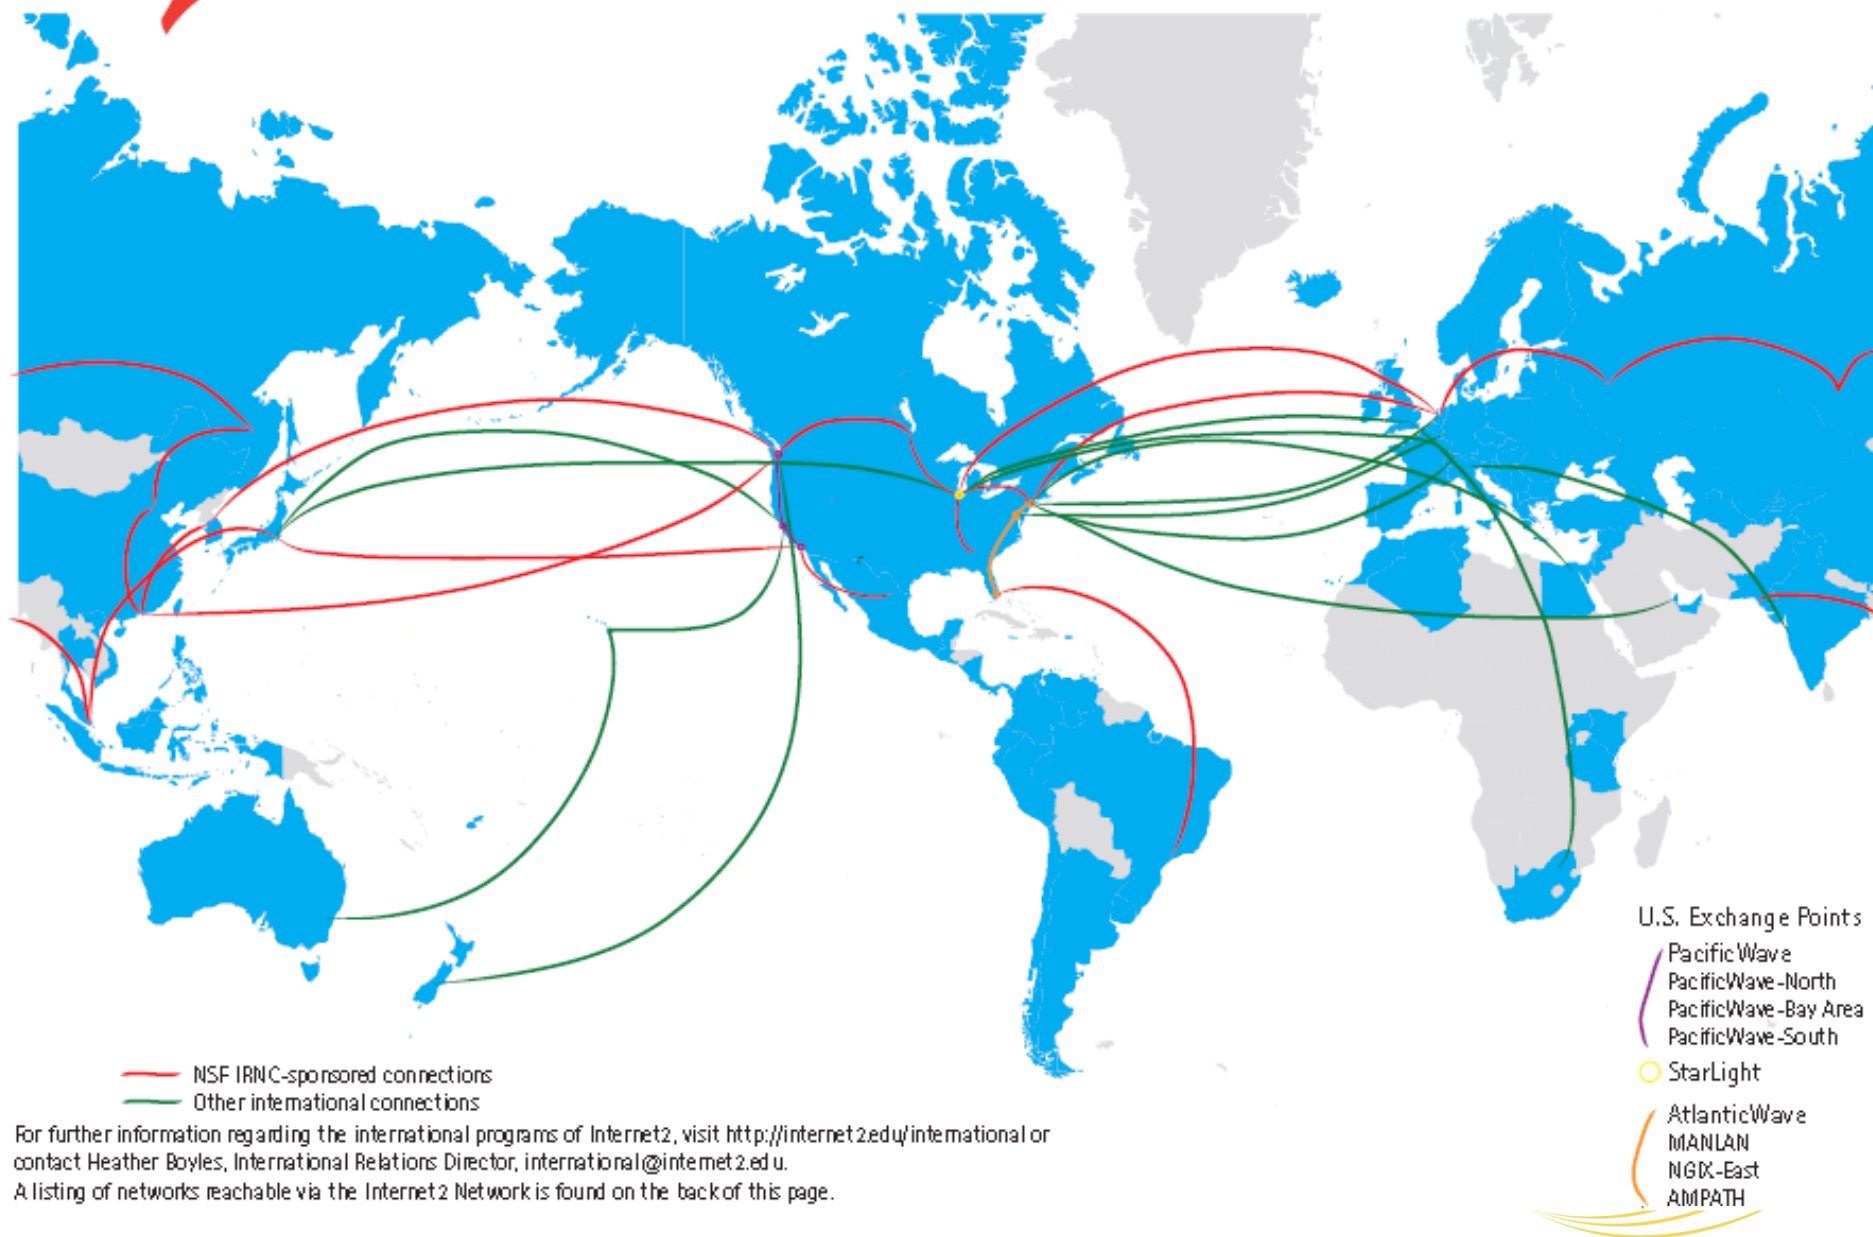 U.S. Exchange Points
PacificWave
PacificWave-North
PacificWave-Bay Area
PacificWave-South
StarLight
AtlanticWave
MANLAN
NGIX-East
AMPATH
NSF IRNC-sponsored connections
Other international connections
For further information regarding the international programs of Internet2, visit http://internet2.edu/international or
contact Heather Boyles, International Relations Director, international@internet2.edu.
A listing of networks reachable via the Internet2 Network is found on the back of this page.